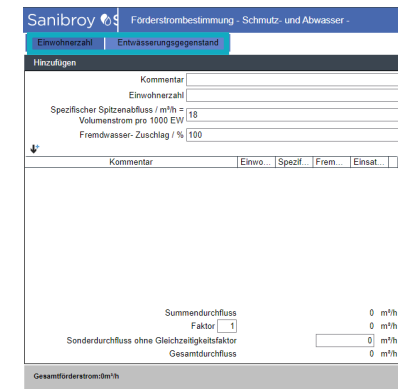 Sanibroy Förderstrombestimmung - Schmutz- und Abwasser -
Einwohnerzahl Entwässerungsgegenstand
Hinzufügen
Kommentar
Einwohnerzahl
Spezifischer Spitzenabfluss / m³/h =
Volumenstrom pro 1000 EW 18
Fremdwasser- Zuschlag / % 100
Kommentar Einwo... Spezif... Frem... Einsat...
Summendurchfluss 0 m³/h
Faktor 1 0 m³/h
Sonderdurchfluss ohne Gleichzeitigkeitsfaktor 0 m³/h
Gesamtdurchfluss 0 m³/h
Gesamtförderstrom:0m³/h